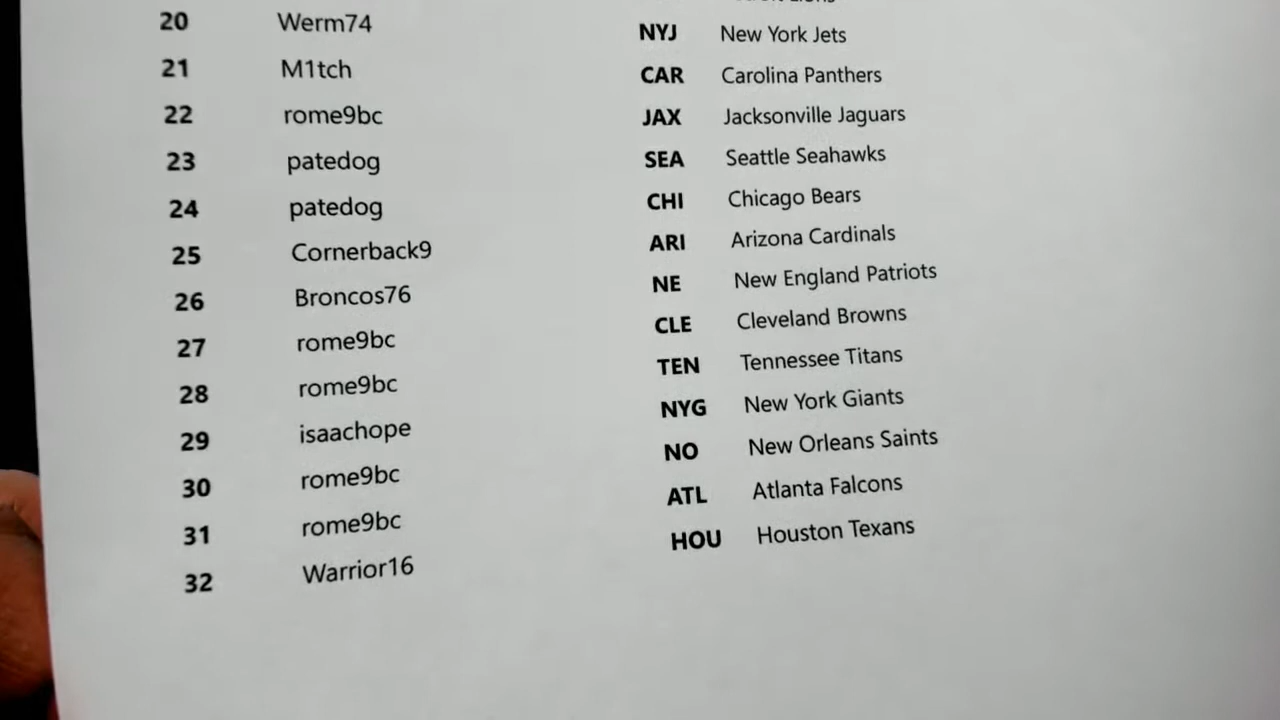 20 Werm74 NYJ New York Jets
21 M1tch CAR Carolina Panthers
22 rome9bc JAX Jacksonville Jaguars
23 patedog SEA Seattle Seahawks
24 patedog CHI Chicago Bears
25 Cornerback9 ARI Arizona Cardinals
26 Broncos76 NE New England Patriots
27 rome9bc CLE Cleveland Browns
28 rome9bc TEN Tennessee Titans
29 isaachope NYG New York Giants
30 rome9bc NO New Orleans Saints
31 rome9bc ATL Atlanta Falcons
32 Warrior16 HOU Houston Texans